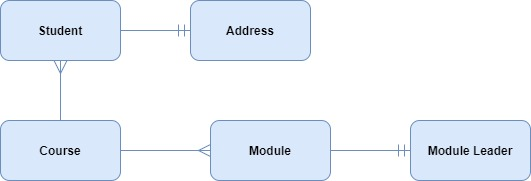 Student
Address
Course
Module
Module Leader